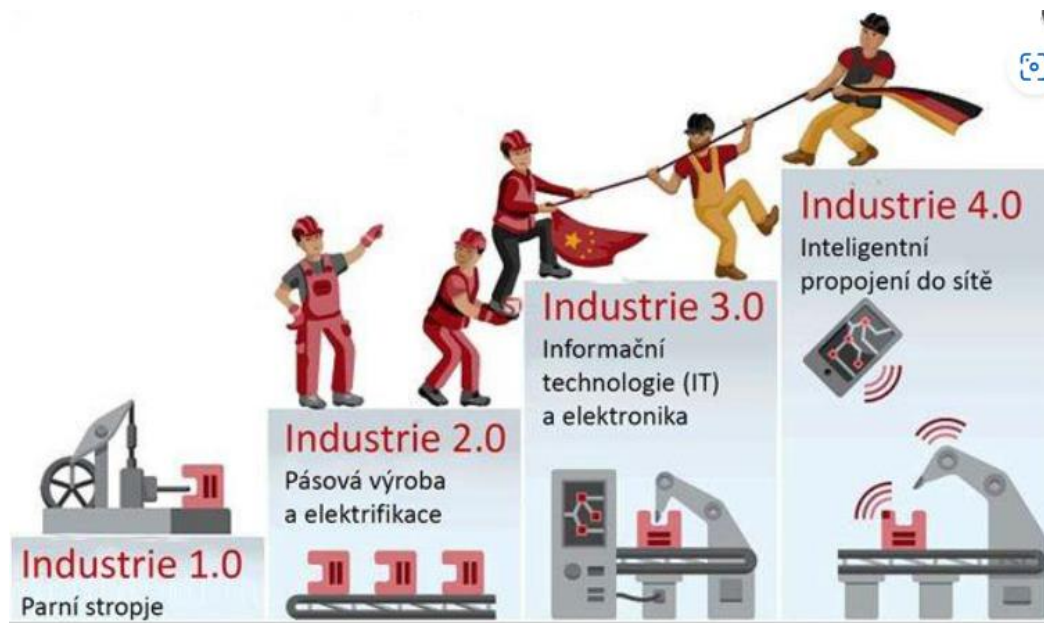 Industrie 1.0
Parní stropje
Industrie 2.0
Pásová výroba
a elektrifikace
Industrie 3.0
Informační
technologie (IT)
a elektronika
Industrie 4.0
Inteligentní
propojení do sítě